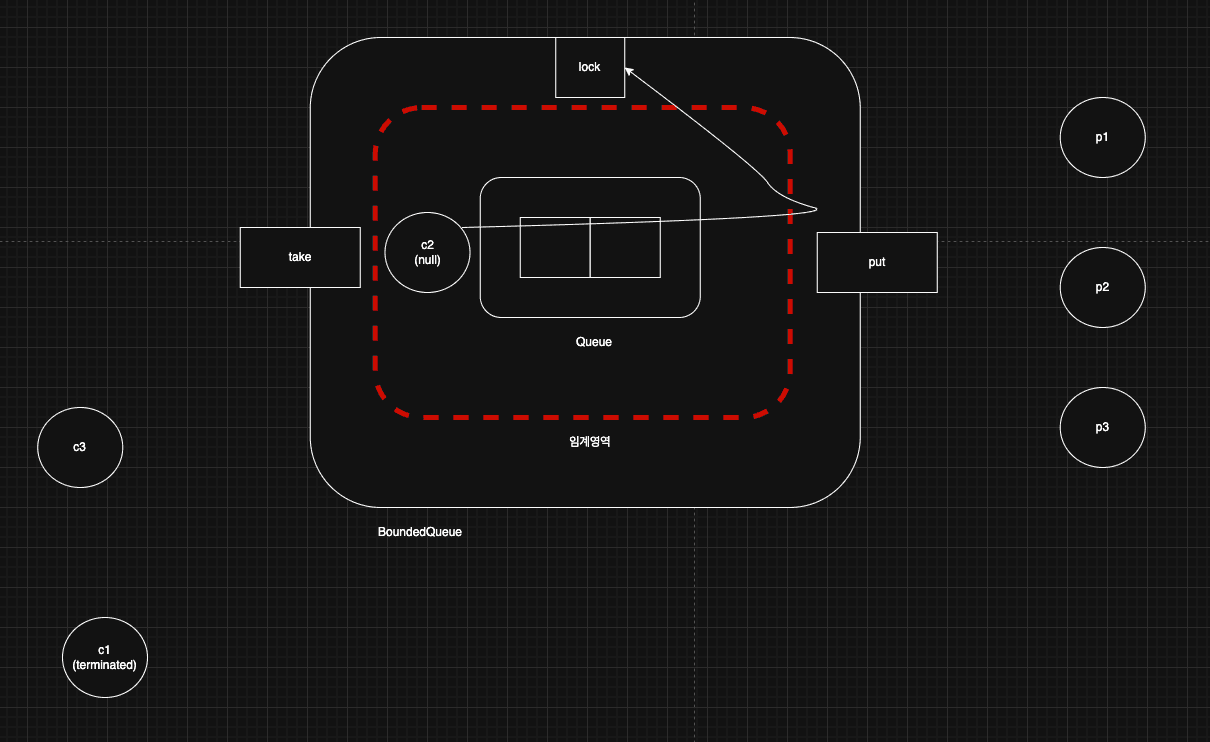 lock
p1
take
c2
(null)
put
p2
Queue
c3
임계영역
p3
BoundedQueue
c1
(terminated)